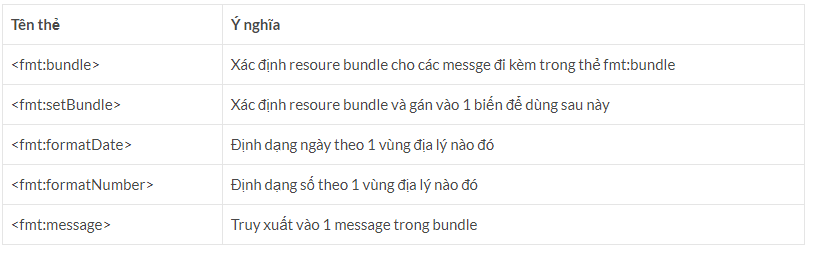 Tên thẻ Ý nghĩa
<fmt:bundle> Xác định resoure bundle cho các messge đi kèm trong thẻ fmt:bundle
<fmt:setBundle> Xác định resoure bundle và gán vào 1 biến để dùng sau này
<fmt:formatDate> Định dạng ngày theo 1 vùng địa lý nào đó
<fmt:formatNumber> Định dạng số theo 1 vùng địa lý nào đó
<fmt:message> Truy xuất vào 1 message trong bundle